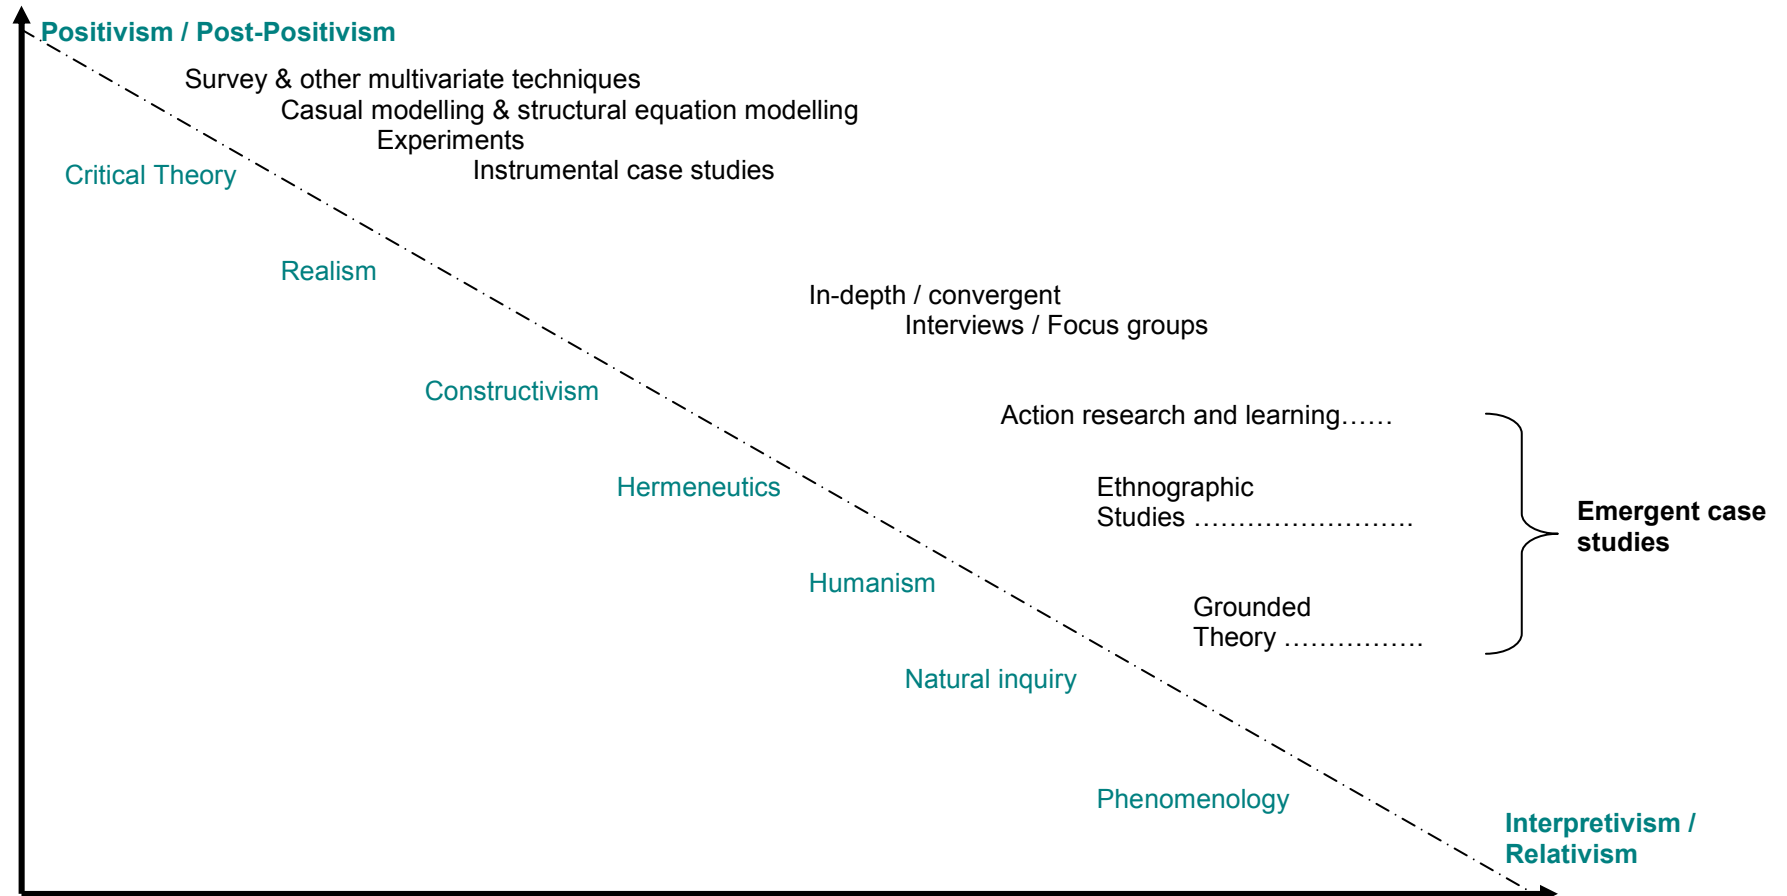 Positivism / Post-Positivism
Survey & other multivariate techniques
Casual modelling & structural equation modelling
Experiments
Instrumental case studies
Critical Theory
Realism
In-depth / convergent
Interviews / Focus groups
Constructivism
Action research and learning……
Hermeneutics
Ethnographic
Studies …………………….
Emergent case
studies
Humanism
Grounded
Theory …………….
Natural inquiry
Phenomenology
Interpretivism /
Relativism